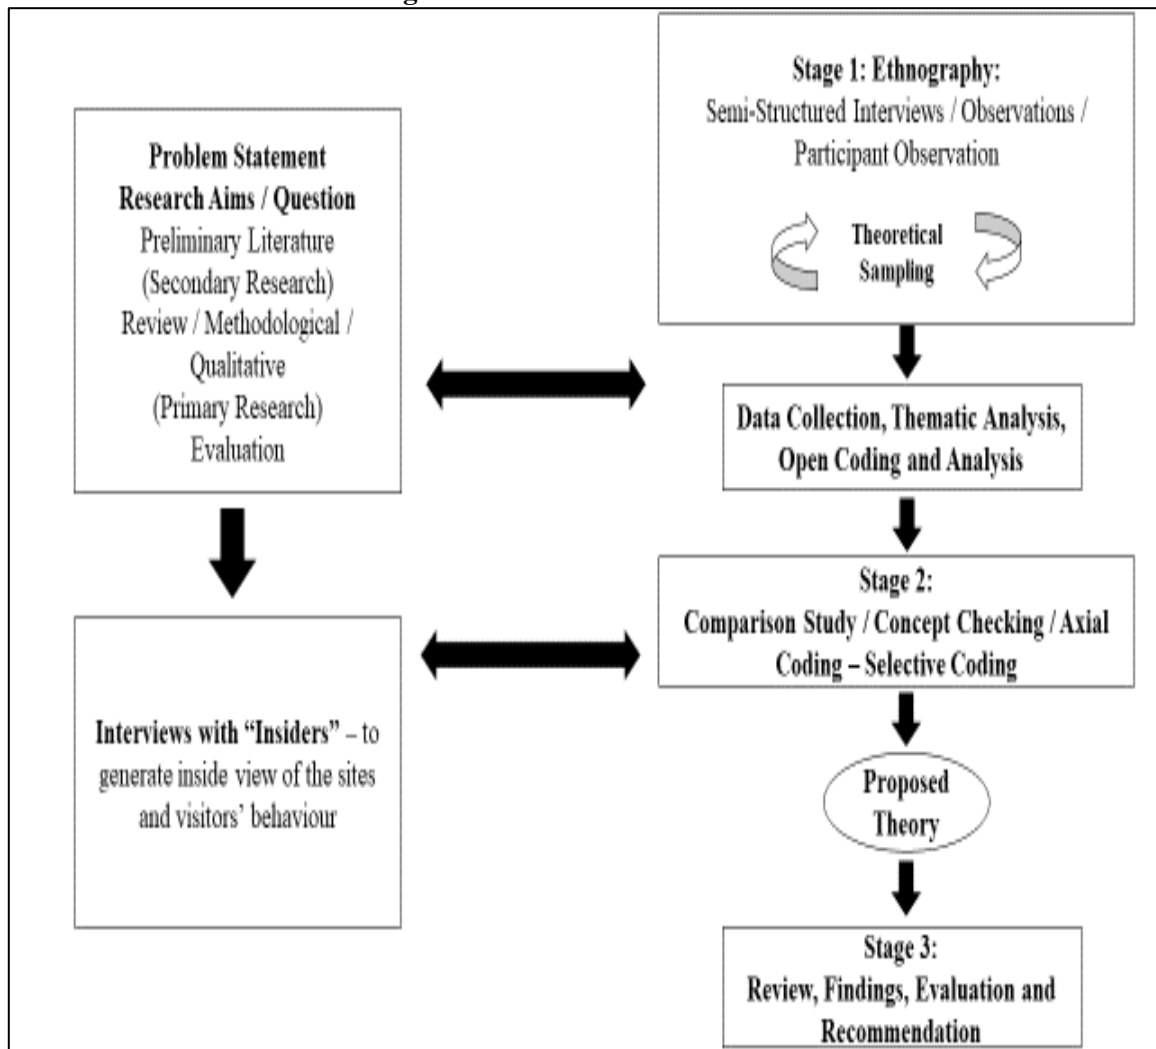 Problem Statement
Research Aims / Question
Preliminary Literature
(Secondary Research)
Review / Methodological /
Qualitative
(Primary Research)
Evaluation
Interviews with “Insiders” – to
generate inside view of the sites
and visitors’ behaviour
Stage 1: Ethnography:
Semi-Structured Interviews / Observations /
Participant Observation
Theoretical
Sampling
Data Collection, Thematic Analysis,
Open Coding and Analysis
Stage 2:
Comparison Study / Concept Checking / Axial
Coding – Selective Coding
Proposed
Theory
Stage 3:
Review, Findings, Evaluation and
Recommendation